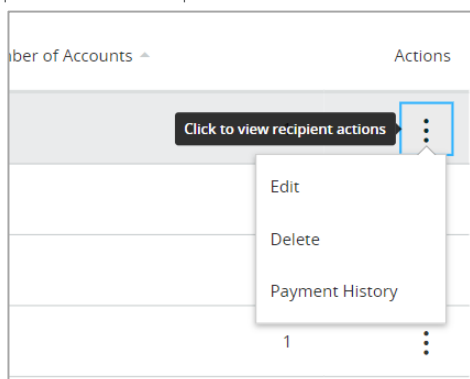 ber of Accounts
Actions
Click to view recipient actions
Edit
Delete
Payment History
1